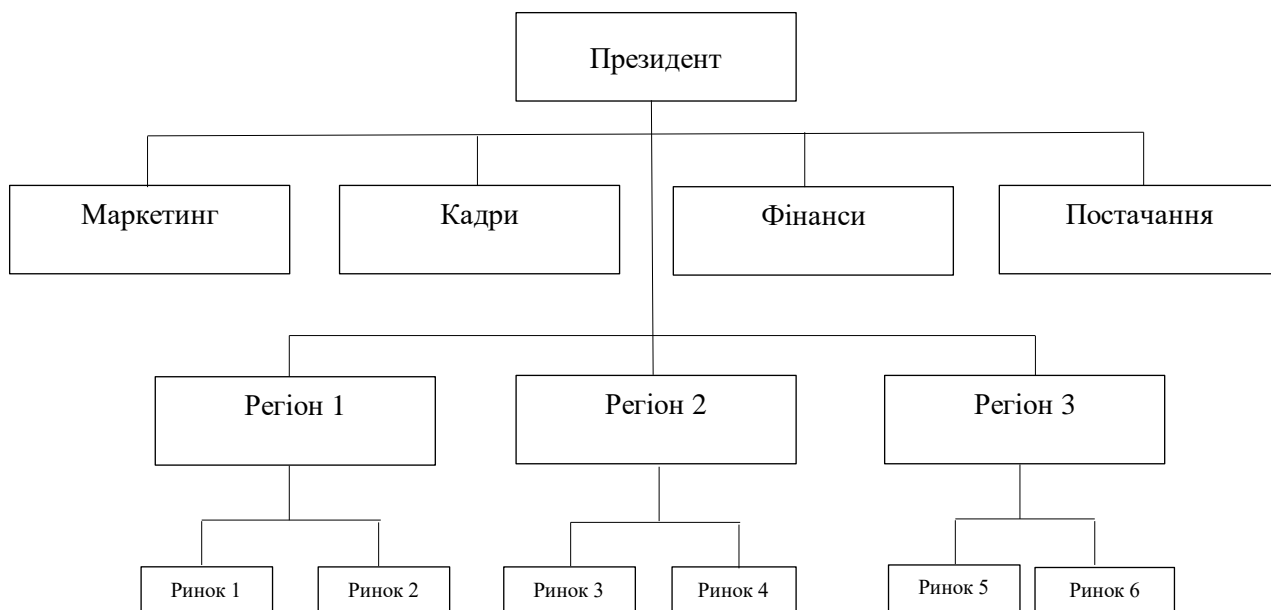 Президент
Маркетинг
Кадри
Фінанси
Постачання
Регіон 1
Регіон 2
Регіон 3
Ринок 1
Ринок 2
Ринок 3
Ринок 4
Ринок 5
Ринок 6